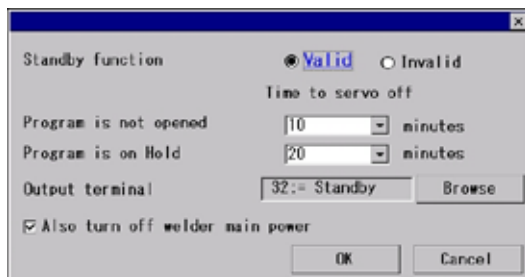 Standby function Valid Invalid
Time to servo off
Program is not opened 10 minutes
Program is on Hold 20 minutes
Output terminal 32:= Standby Browse
Also turn off welder main power
OK Cancel